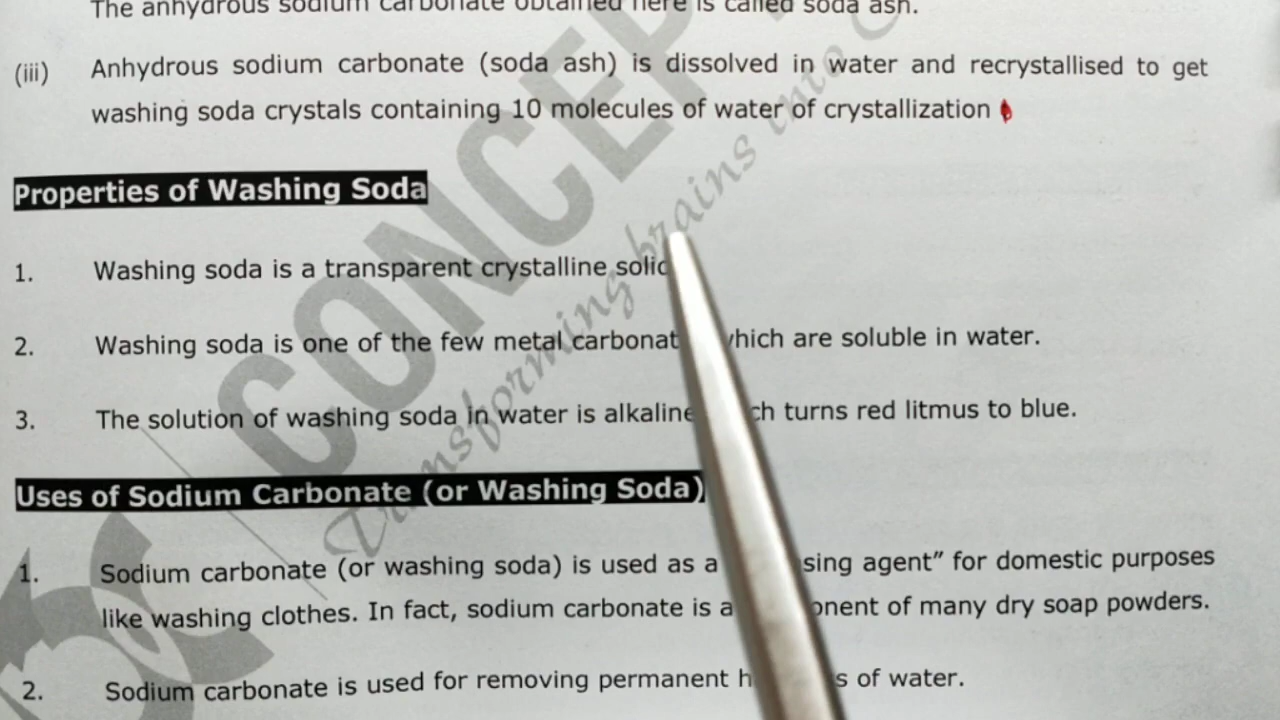 The anhydrous sodium carbonate obtained here is called soda ash.
(iii) Anhydrous sodium carbonate (soda ash) is dissolved in water and recrystallised to get
washing soda crystals containing 10 molecules of water of crystallization
Properties of Washing Soda
1. Washing soda is a transparent crystalline solid
2. Washing soda is one of the few metal carbonat which are soluble in water.
3. The solution of washing soda in water is alkaline ch turns red litmus to blue.
Uses of Sodium Carbonate (or Washing Soda)
1. Sodium carbonate (or washing soda) is used as a sing agent” for domestic purposes
like washing clothes. In fact, sodium carbonate is a onent of many dry soap powders.
2. Sodium carbonate is used for removing permanent h s of water.
CONCEP
Transforming brains into